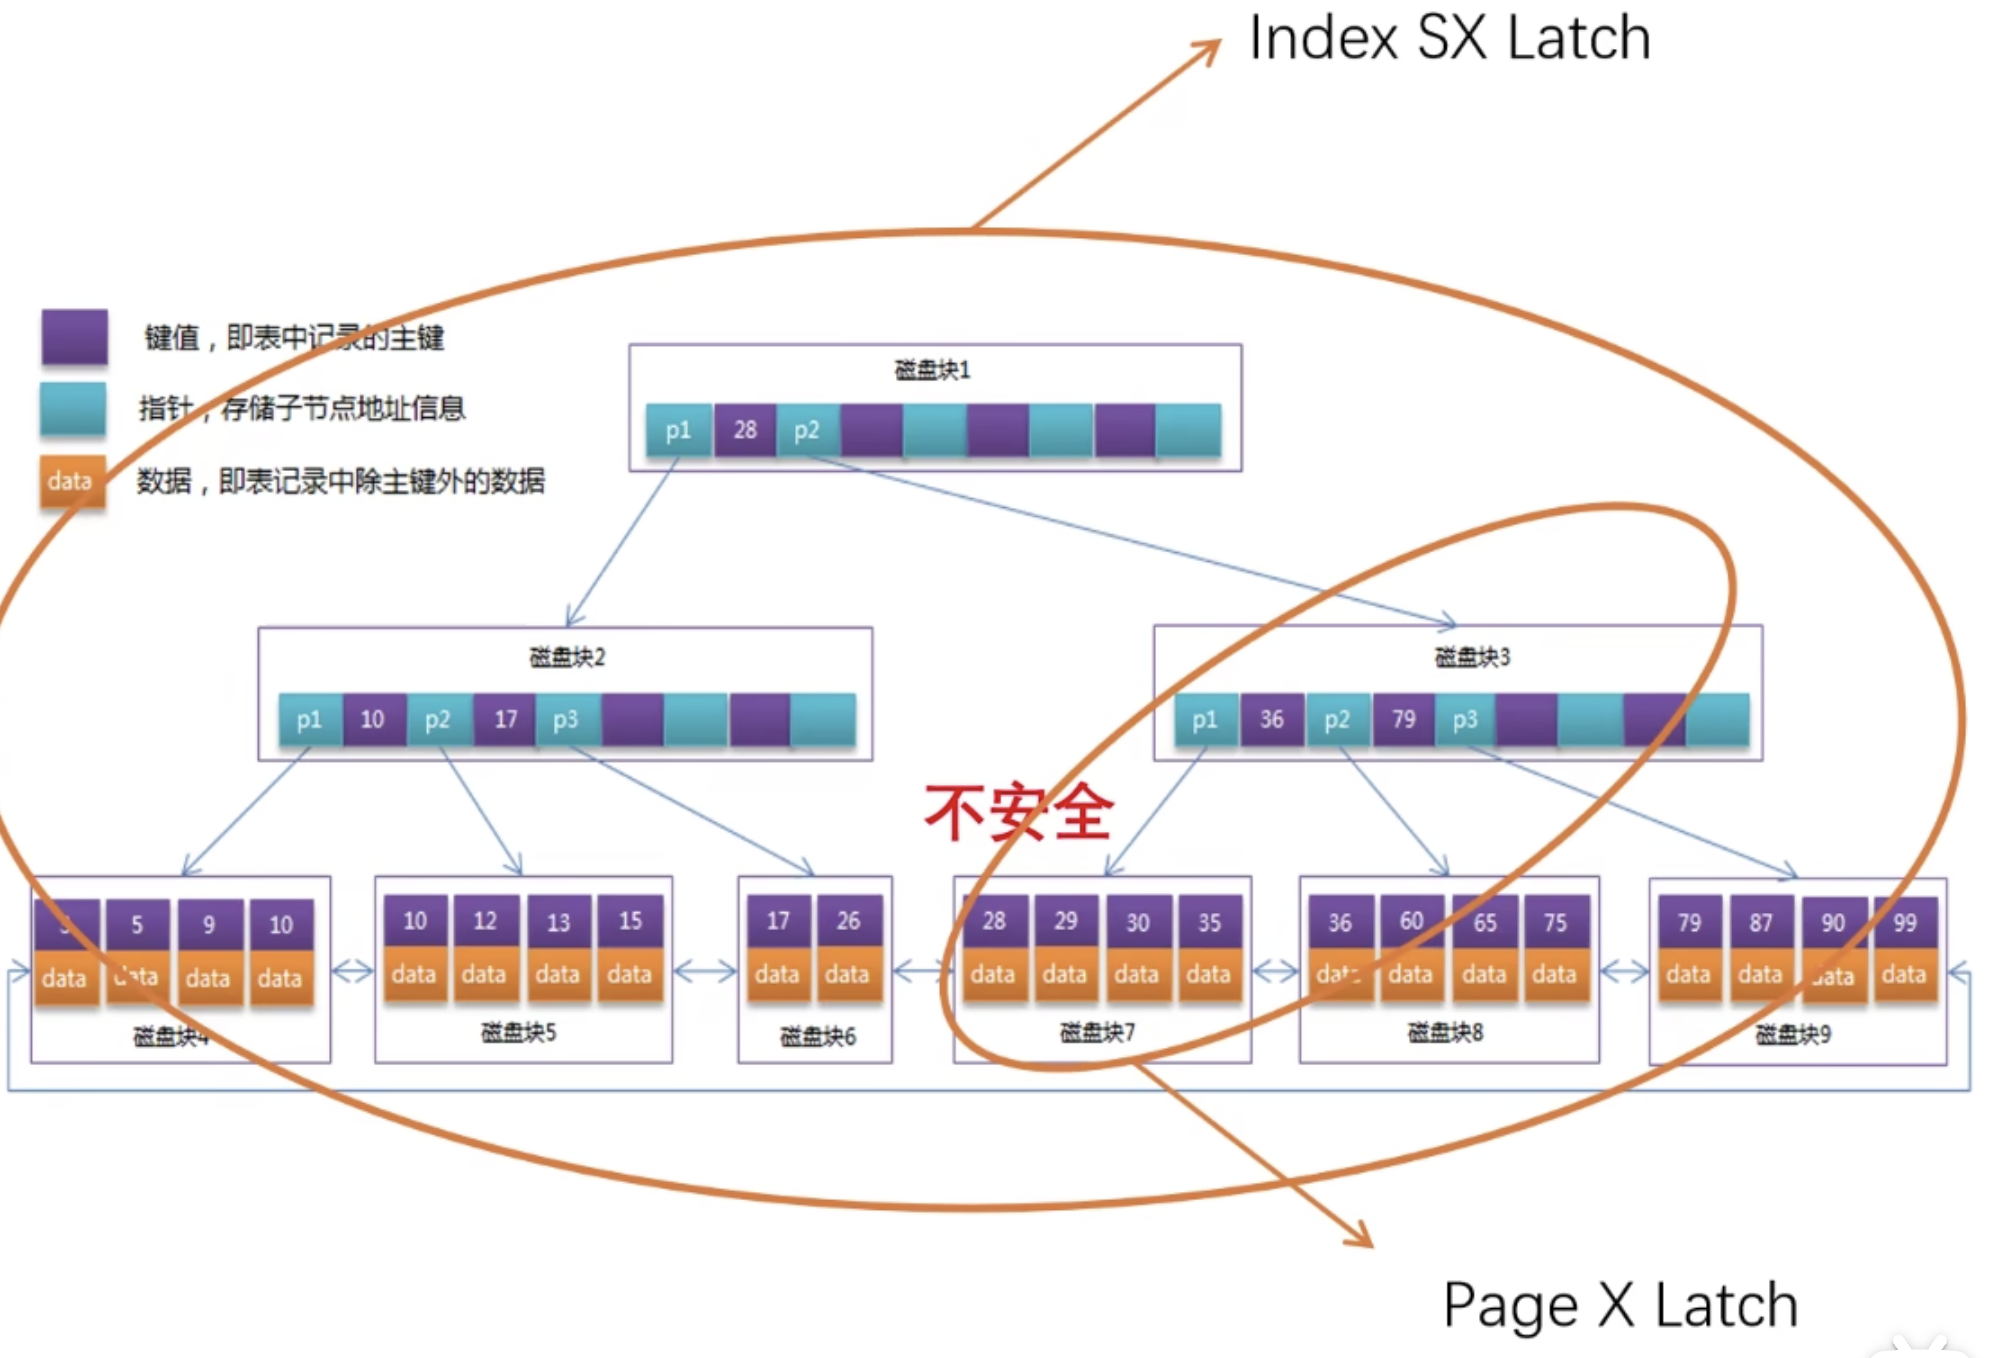 Index SX Latch
键值，即表中记录的主键
指针，存储子节点地址信息
data 数据，即表记录中除主键外的数据
磁盘块1
p1 28 p2
磁盘块2
p1 10 p2 17 p3
磁盘块3
p1 36 p2 79 p3
不安全
5 9 10
data data data data
磁盘块4
10 12 13 15
data data data data
磁盘块5
17 26
data data
磁盘块6
28 29 30 35
data data data data
磁盘块7
36 60 65 75
data data data data
磁盘块8
79 87 90 99
data data data data
磁盘块9
Page X Latch